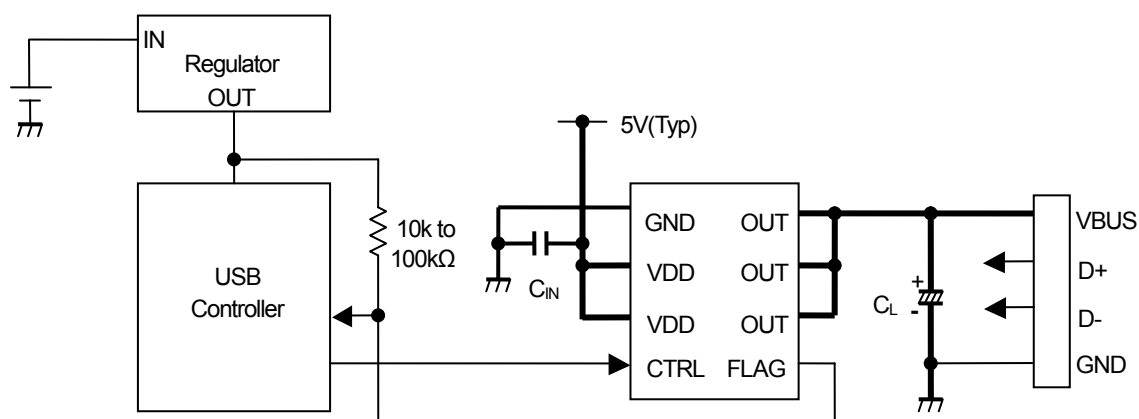 IN
Regulator
OUT
5V(Typ)
10k to
100kΩ
USB
Controller
CIN
GND OUT
VDD OUT
VDD OUT
CTRL FLAG
+
-
CL
VBUS
D+
D-
GND